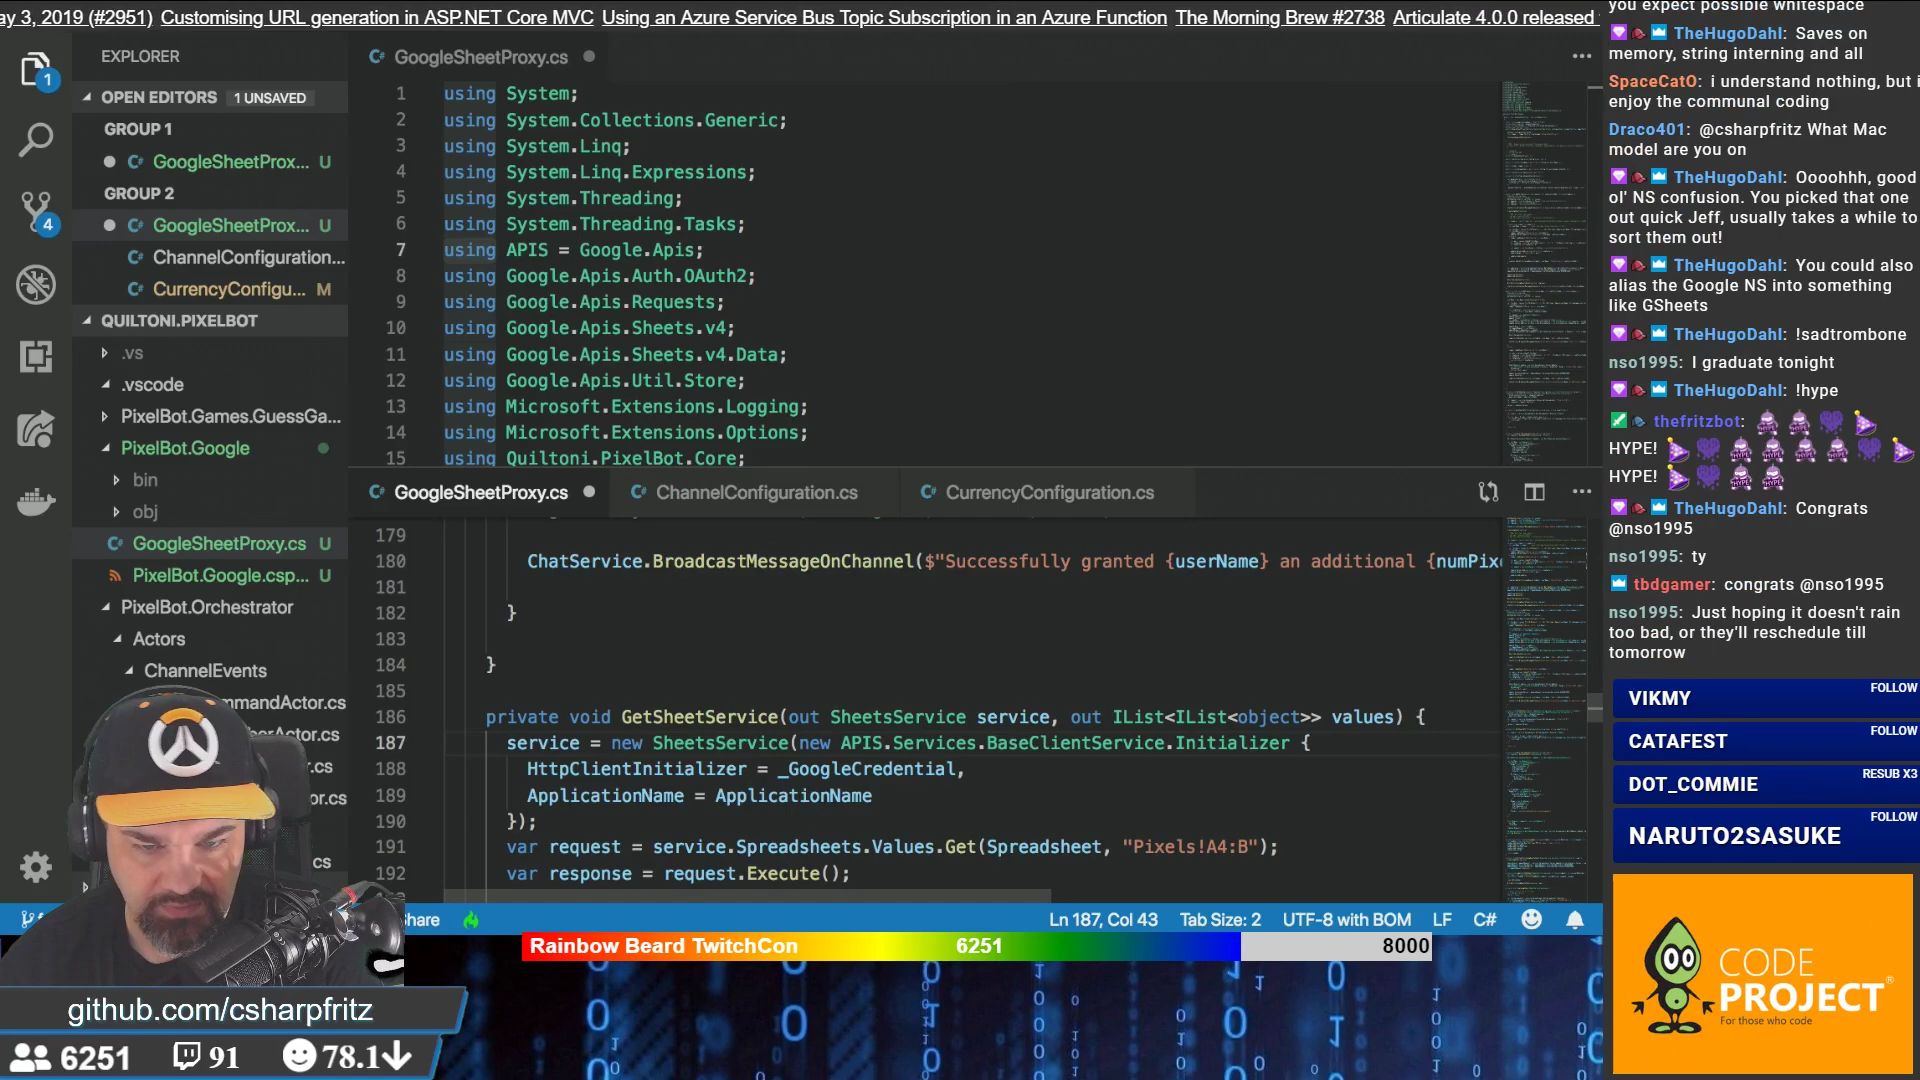 ay 3, 2019 (#2951) Customising URL generation in ASP.NET Core MVC Using an Azure Service Bus Topic Subscription in an Azure Function The Morning Brew #2738 Articulate 4.0.0 released
EXPLORER
OPEN EDITORS 1 UNSAVED
GROUP 1
GoogleSheetProx... U
GROUP 2
GoogleSheetProx... U
ChannelConfiguration...
CurrencyConfigu... M
QUILTONI.PIXELBOT
.vs
.vscode
PixelBot.Games.GuessGa...
PixelBot.Google
bin
obj
GoogleSheetProxy.cs U
PixelBot.Google.csp... U
PixelBot.Orchestrator
Actors
ChannelEvents
mmandActor.cs
erActor.cs
.cs
or.cs
cs
1
4
GoogleSheetProxy.cs
1 using System;
2 using System.Collections.Generic;
3 using System.Linq;
4 using System.Linq.Expressions;
5 using System.Threading;
6 using System.Threading.Tasks;
7 using APIS = Google.Apis;
8 using Google.Apis.Auth.OAuth2;
9 using Google.Apis.Requests;
10 using Google.Apis.Sheets.v4;
11 using Google.Apis.Sheets.v4.Data;
12 using Google.Apis.Util.Store;
13 using Microsoft.Extensions.Logging;
14 using Microsoft.Extensions.Options;
15 using Quiltoni.PixelBot.Core;
GoogleSheetProxy.cs ChannelConfiguration.cs CurrencyConfiguration.cs
179
180 ChatService.BroadcastMessageOnChannel($"Successfully granted {userName} an additional {numPix
181
182 }
183
184 }
185
186 private void GetSheetService(out SheetsService service, out IList<IList<object>> values) {
187 service = new SheetsService(new APIS.Services.BaseClientService.Initializer {
188 HttpClientInitializer = _GoogleCredential,
189 ApplicationName = ApplicationName
190 });
191 var request = service.Spreadsheets.Values.Get(Spreadsheet, "Pixels!A4:B");
192 var response = request.Execute();
hare Ln 187, Col 43 Tab Size: 2 UTF-8 with BOM LF C#
Rainbow Beard TwitchCon 6251 8000
github.com/csharpfritz
6251 91 78.1
you expect possible whitespace
TheHugoDahl: Saves on
memory, string interning and all
SpaceCatO: i understand nothing, but i
enjoy the communal coding
Draco401: @csharpfritz What Mac
model are you on
TheHugoDahl: Oooohhh, good
ol' NS confusion. You picked that one
out quick Jeff, usually takes a while to
sort them out!
TheHugoDahl: You could also
alias the Google NS into something
like GSheets
TheHugoDahl: !sadtrombone
nso1995: I graduate tonight
TheHugoDahl: !hype
thefritzbot:
HYPE!
HYPE!
TheHugoDahl: Congrats
@nso1995
nso1995: ty
tbdgamer: congrats @nso1995
nso1995: Just hoping it doesn't rain
too bad, or they'll reschedule till
tomorrow
VIKMY FOLLOW
CATAFEST FOLLOW
DOT_COMMIE RESUB X3
NARUTO2SASUKE FOLLOW
CODE
PROJECT®
For those who code